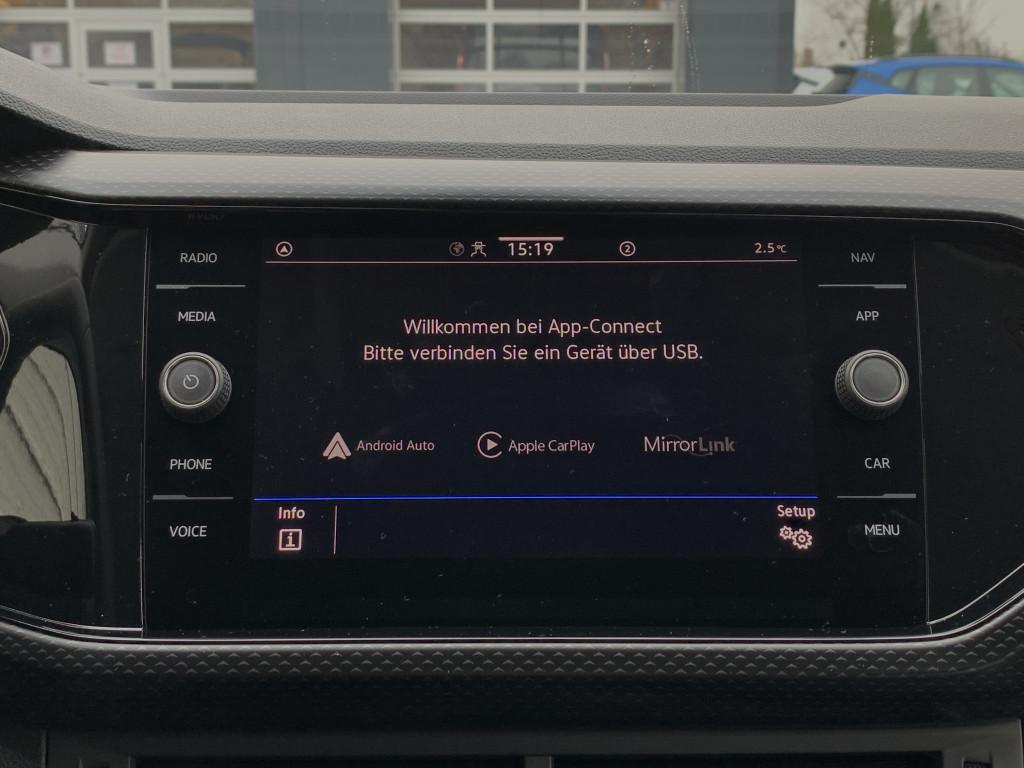 RADIO
MEDIA
PHONE
VOICE
15:19
2
2.5°C
Willkommen bei App-Connect
Bitte verbinden Sie ein Gerät über USB.
Android Auto
Apple CarPlay
MirrorLink
Info
i
Setup
NAV
APP
CAR
MENU